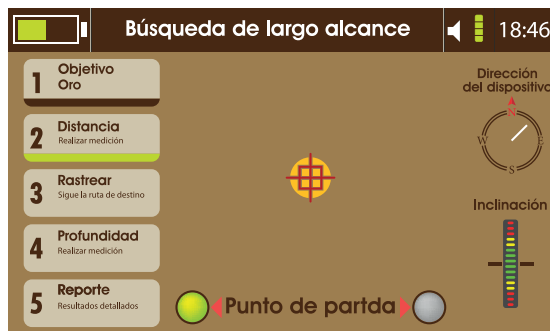 Búsqueda de largo alcance
18:46
1 Objetivo
Oro
2 Distancia
Realizar medición
3 Rastrear
Sigue la ruta de destino
4 Profundidad
Realizar medición
5 Reporte
Resultados detallados
Dirección
del dispositivo
N
W E
S
Inclinación
Punto de partda